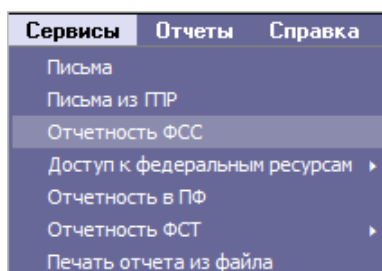 Сервисы Отчеты Справка
Письма
Письма из ГПР
Отчетность ФСС
Доступ к федеральным ресурсам
Отчетность в ПФ
Отчетность ФСТ
Печать отчета из файла